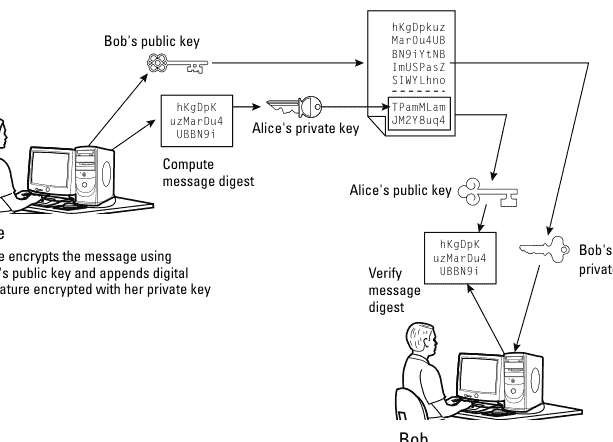 Bob's public key
hKgDpkuz
MarOu4UB
BN9iYtNB
ImUSPasZ
SIWYLhno
TPamMLam
JM2Y8uq4
hKgDpK
uzMarDu4
UBBN9i
Alice's private key
Compute
message digest
Alice's public key
hKgDpK
uzMarDu4
UBBN9i
Bob's
Verify
message
digest
encrypts the message using
's public key and appends digital
encrypted with her private key
Bob